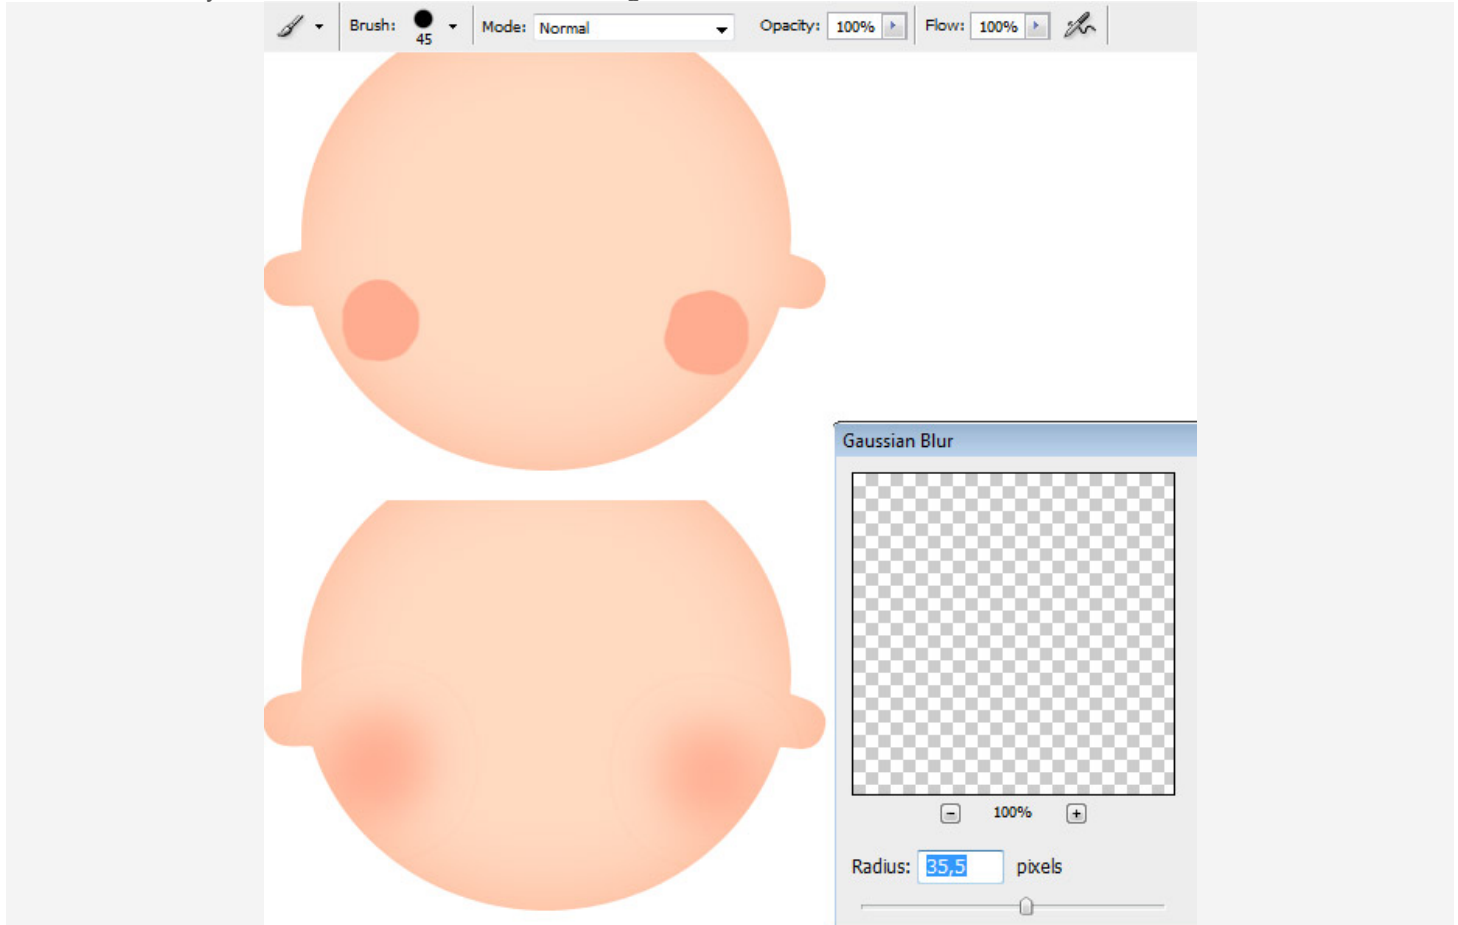 Brush: 45 Mode: Normal Opacity: 100% Flow: 100%
Gaussian Blur
100%
Radius: 35,5 pixels